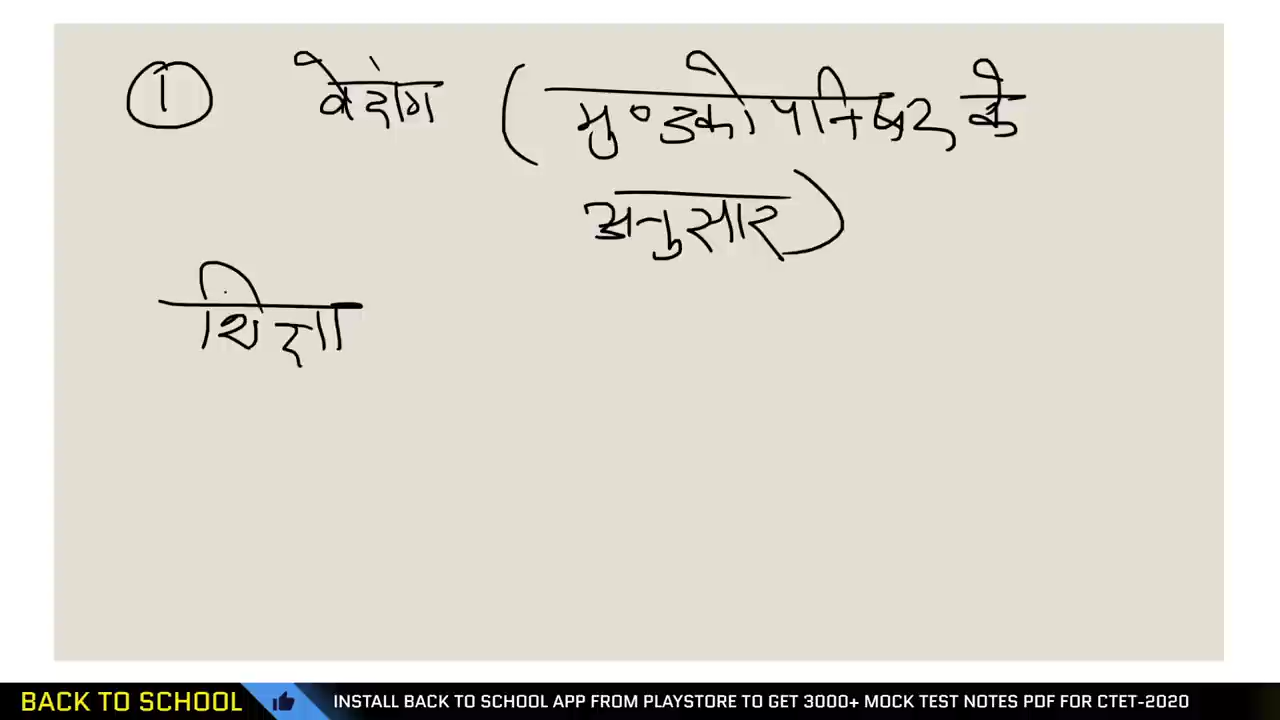 ① वेदांग ( मुण्डकोपनिषद् के
अनुसार )
शिक्षा
BACK TO SCHOOL INSTALL BACK TO SCHOOL APP FROM PLAYSTORE TO GET 3000+ MOCK TEST NOTES PDF FOR CTET-2020